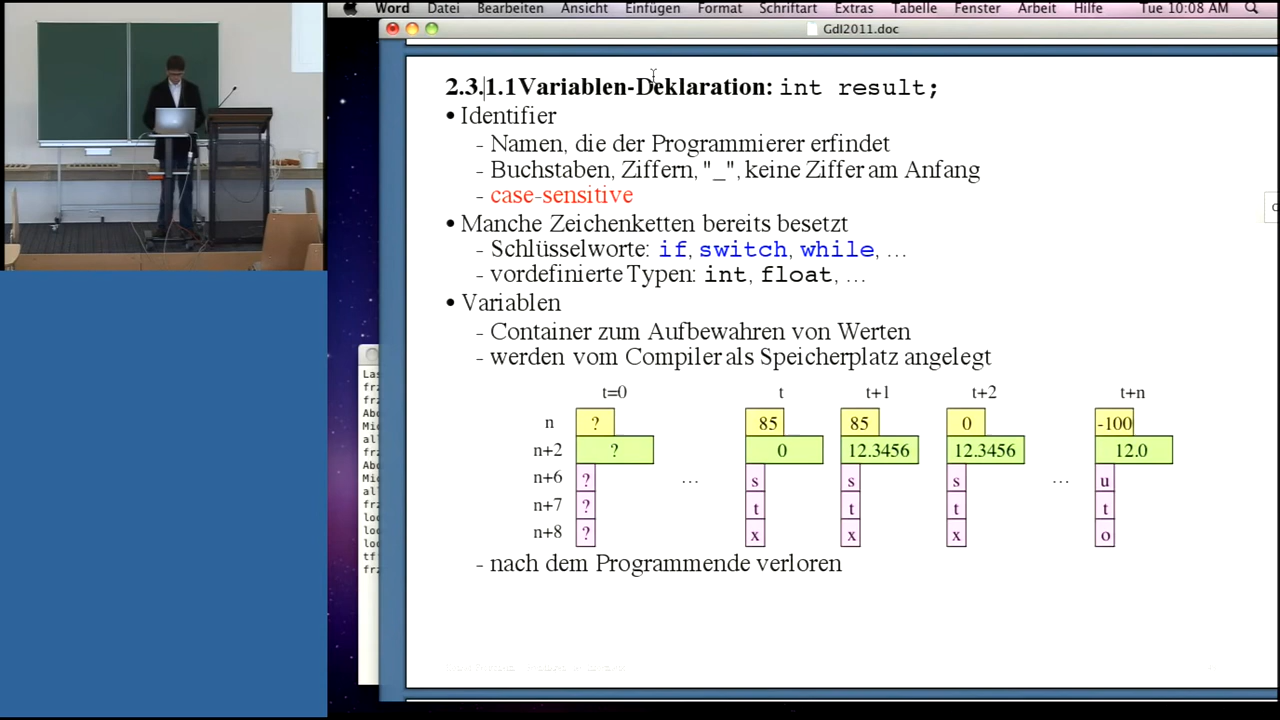 Word Datei Bearbeiten Ansicht Einfügen Format Schriftart Extras Tabelle Fenster Arbeit Hilfe Tue 10:08 AM
GdI2011.doc
2.3.1.1Variablen-Deklaration: int result;
• Identifier
- Namen, die der Programmierer erfindet
- Buchstaben, Ziffern, "_", keine Ziffer am Anfang
- case-sensitive
• Manche Zeichenketten bereits besetzt
- Schlüsselworte: if, switch, while, …
- vordefinierte Typen: int, float, …
• Variablen
- Container zum Aufbewahren von Werten
- werden vom Compiler als Speicherplatz angelegt
t=0 t t+1 t+2 t+n
n ? 85 85 0 -100
n+2 ? 0 12.3456 12.3456 12.0
n+6 ? … s s s … u
n+7 ? t t t t
n+8 ? x x x o
- nach dem Programmende verloren